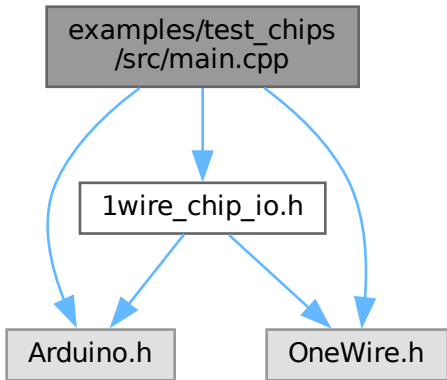 examples/test_chips
/src/main.cpp
1wire_chip_io.h
Arduino.h
OneWire.h